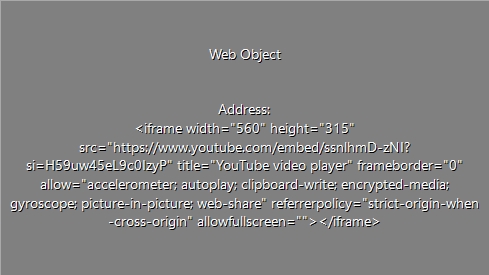 Web Object
Address:
<iframe width="560" height="315"
src="https://www.youtube.com/embed/ssnlhmD-zNI?
si=H59uw45eL9c0IzyP" title="YouTube video player" frameborder="0"
allow="accelerometer; autoplay; clipboard-write; encrypted-media;
gyroscope; picture-in-picture; web-share" referrerpolicy="strict-origin-when
-cross-origin" allowfullscreen=""></iframe>